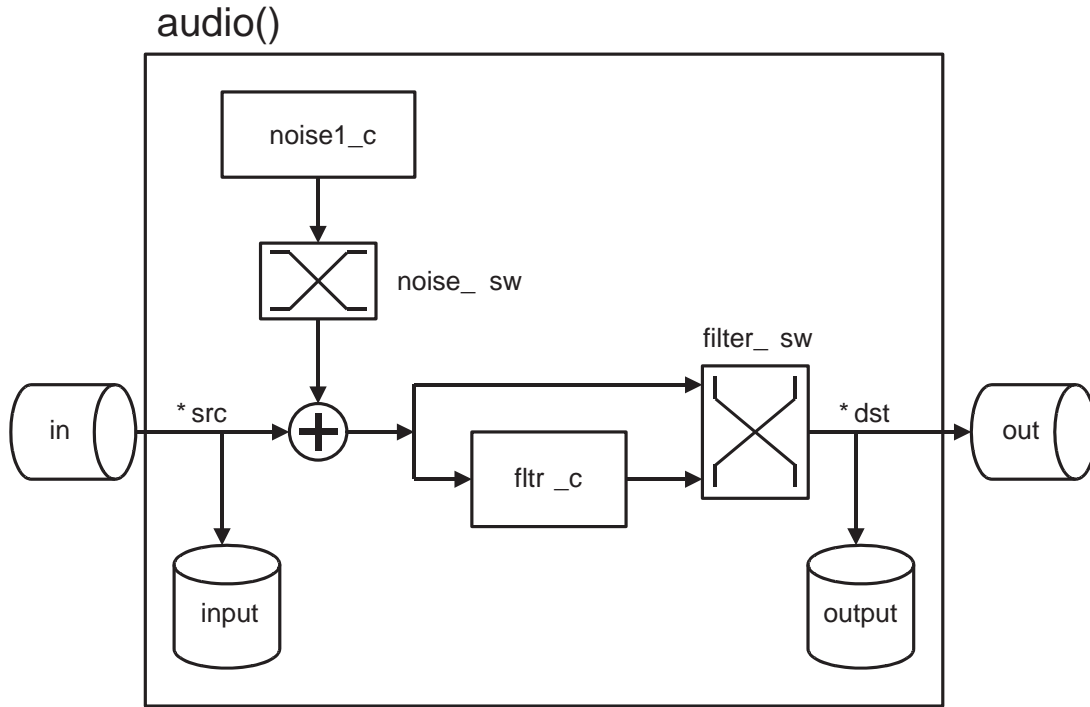 audio()
noise1_c
noise_ sw
filter_ sw
in
* src
* dst
out
fltr _c
input
output